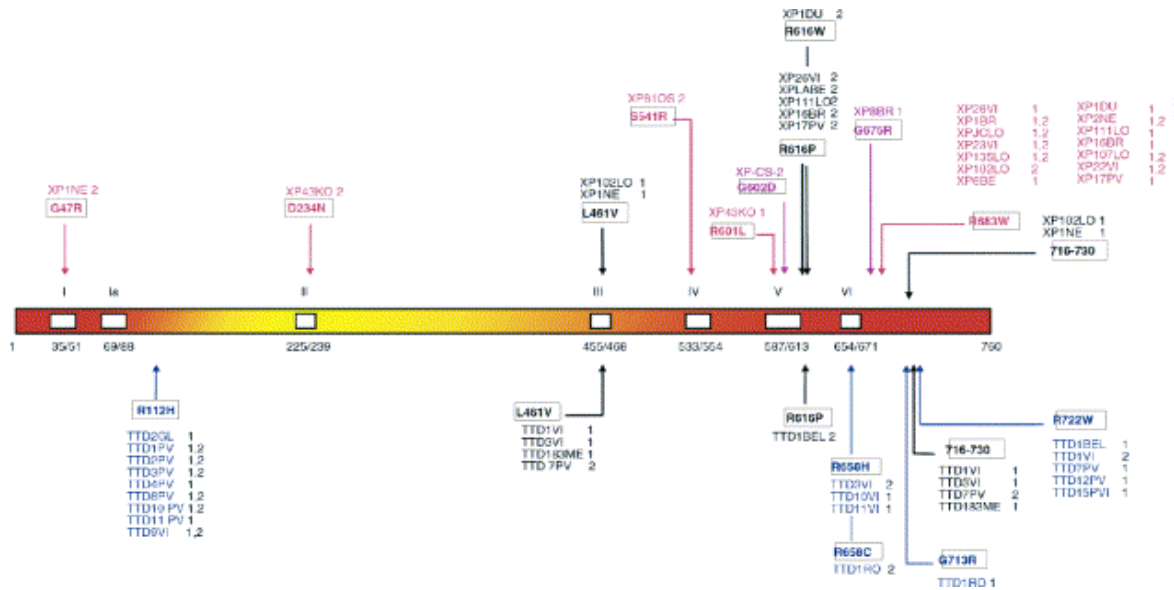 XP1DU 2
R616W
XP26VI 2
XPLABE 2
XP111LO 2
XP16BR 2
XP17PV 2
R616P
XP8BR 1
G675R
XP26VI 1
XP1BR 1,2
XPJCLO 1,2
XP23VI 1,2
XP135LO 1,2
XP102LO 2
XP6BE 1
XP1DU 1
XP2NE 1,2
XP111LO 1
XP16BR 1
XP107LO 1,2
XP22VI 1,2
XP17PV 1
XP1NE 2
G47R
XP43KO 2
D234N
XP102LO 1
XP1NE 1
L461V
XP61OS 2
S541R
XP-CS-2
G602D
XP43KO 1
R601L
R683W
XP102LO 1
XP1NE 1
716-730
I Ia II III IV V VI
1 35/51 69/88 225/239 455/468 533/554 587/613 654/671 760
R112H
TTD2GL 1
TTD1PV 1,2
TTD2PV 1,2
TTD3PV 1,2
TTD4PV 1
TTD8PV 1,2
TTD10 PV 1,2
TTD11 PV 1
TTD9VI 1,2
L461V
TTD1VI 1
TTD3VI 1
TTD183ME 1
TTD 7PV 2
R616P
TTD1BEL 2
R658H
TTD3VI 2
TTD10VI 1
TTD11VI 1
R658C
TTD1RO 2
716-730
TTD1VI 1
TTD3VI 1
TTD7PV 2
TTD183ME 1
G713R
TTD1RO 1
R722W
TTD1BEL 1
TTD1VI 2
TTD7PV 1
TTD12PV 1
TTD15PVI 1